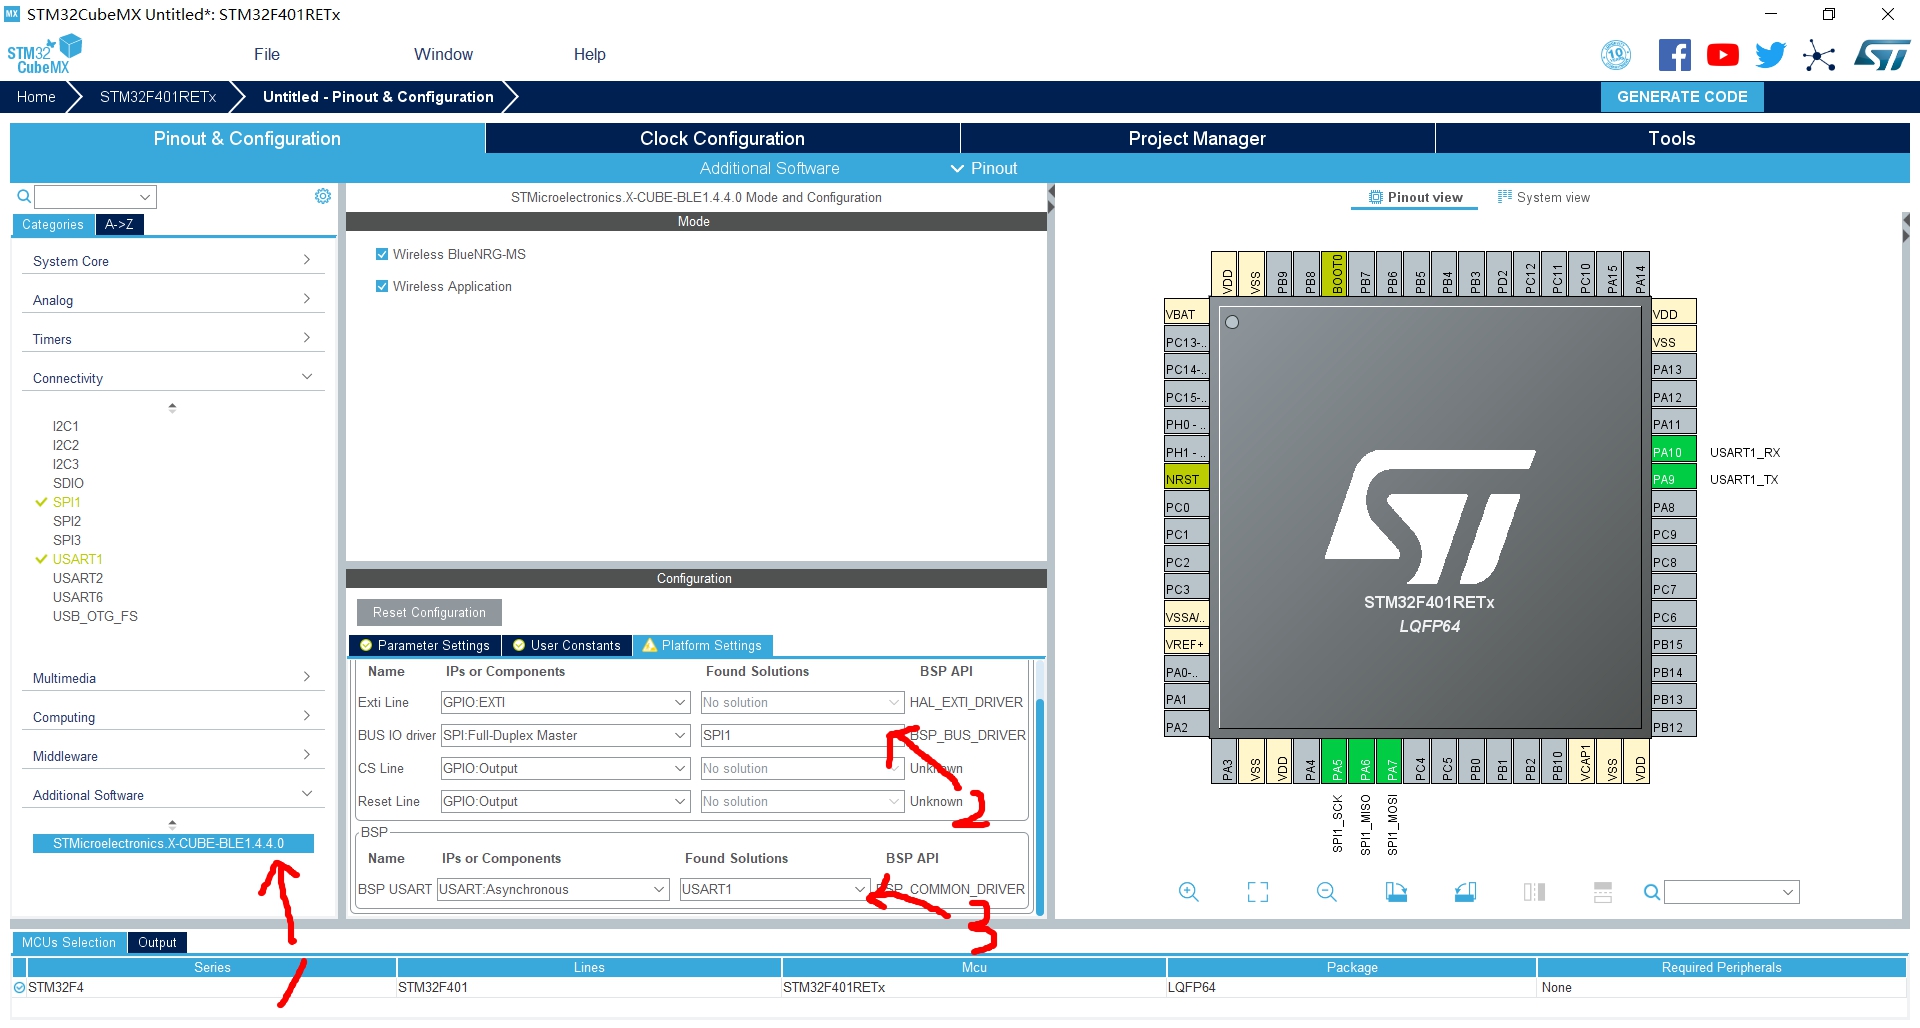 MX STM32CubeMX Untitled*: STM32F401RETx
STM32 CubeMX
File Window Help
10
Home STM32F401RETx Untitled - Pinout & Configuration GENERATE CODE
Pinout & Configuration Clock Configuration Project Manager Tools
Additional Software Pinout
Categories A->Z
System Core
Analog
Timers
Connectivity
I2C1
I2C2
I2C3
SDIO
SPI1
SPI2
SPI3
USART1
USART2
USART6
USB_OTG_FS
Multimedia
Computing
Middleware
Additional Software
STMicroelectronics.X-CUBE-BLE1.4.4.0
1
STMicroelectronics.X-CUBE-BLE1.4.4.0 Mode and Configuration
Mode
Wireless BlueNRG-MS
Wireless Application
Configuration
Reset Configuration
Parameter Settings User Constants Platform Settings
Name IPs or Components Found Solutions BSP API
Exti Line GPIO:EXTI No solution HAL_EXTI_DRIVER
BUS IO driver SPI:Full-Duplex Master SPI1 BSP_BUS_DRIVER
CS Line GPIO:Output No solution Unknown
Reset Line GPIO:Output No solution Unknown
2
BSP
Name IPs or Components Found Solutions BSP API
BSP USART USART:Asynchronous USART1 BSP_COMMON_DRIVER
3
Pinout view System view
VDD VSS PB9 PB8 BOOT0 PB7 PB6 PB5 PB4 PB3 PD2 PC12 PC11 PC10 PA15 PA14
VBAT
PC13-..
PC14-..
PC15-..
PH0 - ..
PH1 - ..
NRST
PC0
PC1
PC2
PC3
VSSA/..
VREF+
PA0-..
PA1
PA2
ST
STM32F401RETx
LQFP64
VDD
VSS
PA13
PA12
PA11
PA10 USART1_RX
PA9 USART1_TX
PA8
PC9
PC8
PC7
PC6
PB15
PB14
PB13
PB12
PA3 VSS VDD PA4 PA5 PA6 PA7 PC4 PC5 PB0 PB1 PB2 PB10 VCAP1 VSS VDD
SPI1_SCK SPI1_MISO SPI1_MOSI
MCUs Selection Output
Series Lines Mcu Package Required Peripherals
STM32F4 STM32F401 STM32F401RETx LQFP64 None